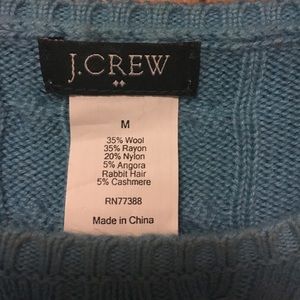 J.CREW
M
35% Wool
35% Rayon
20% Nylon
5% Angora
Rabbit Hair
5% Cashmere
RN77388
Made in China